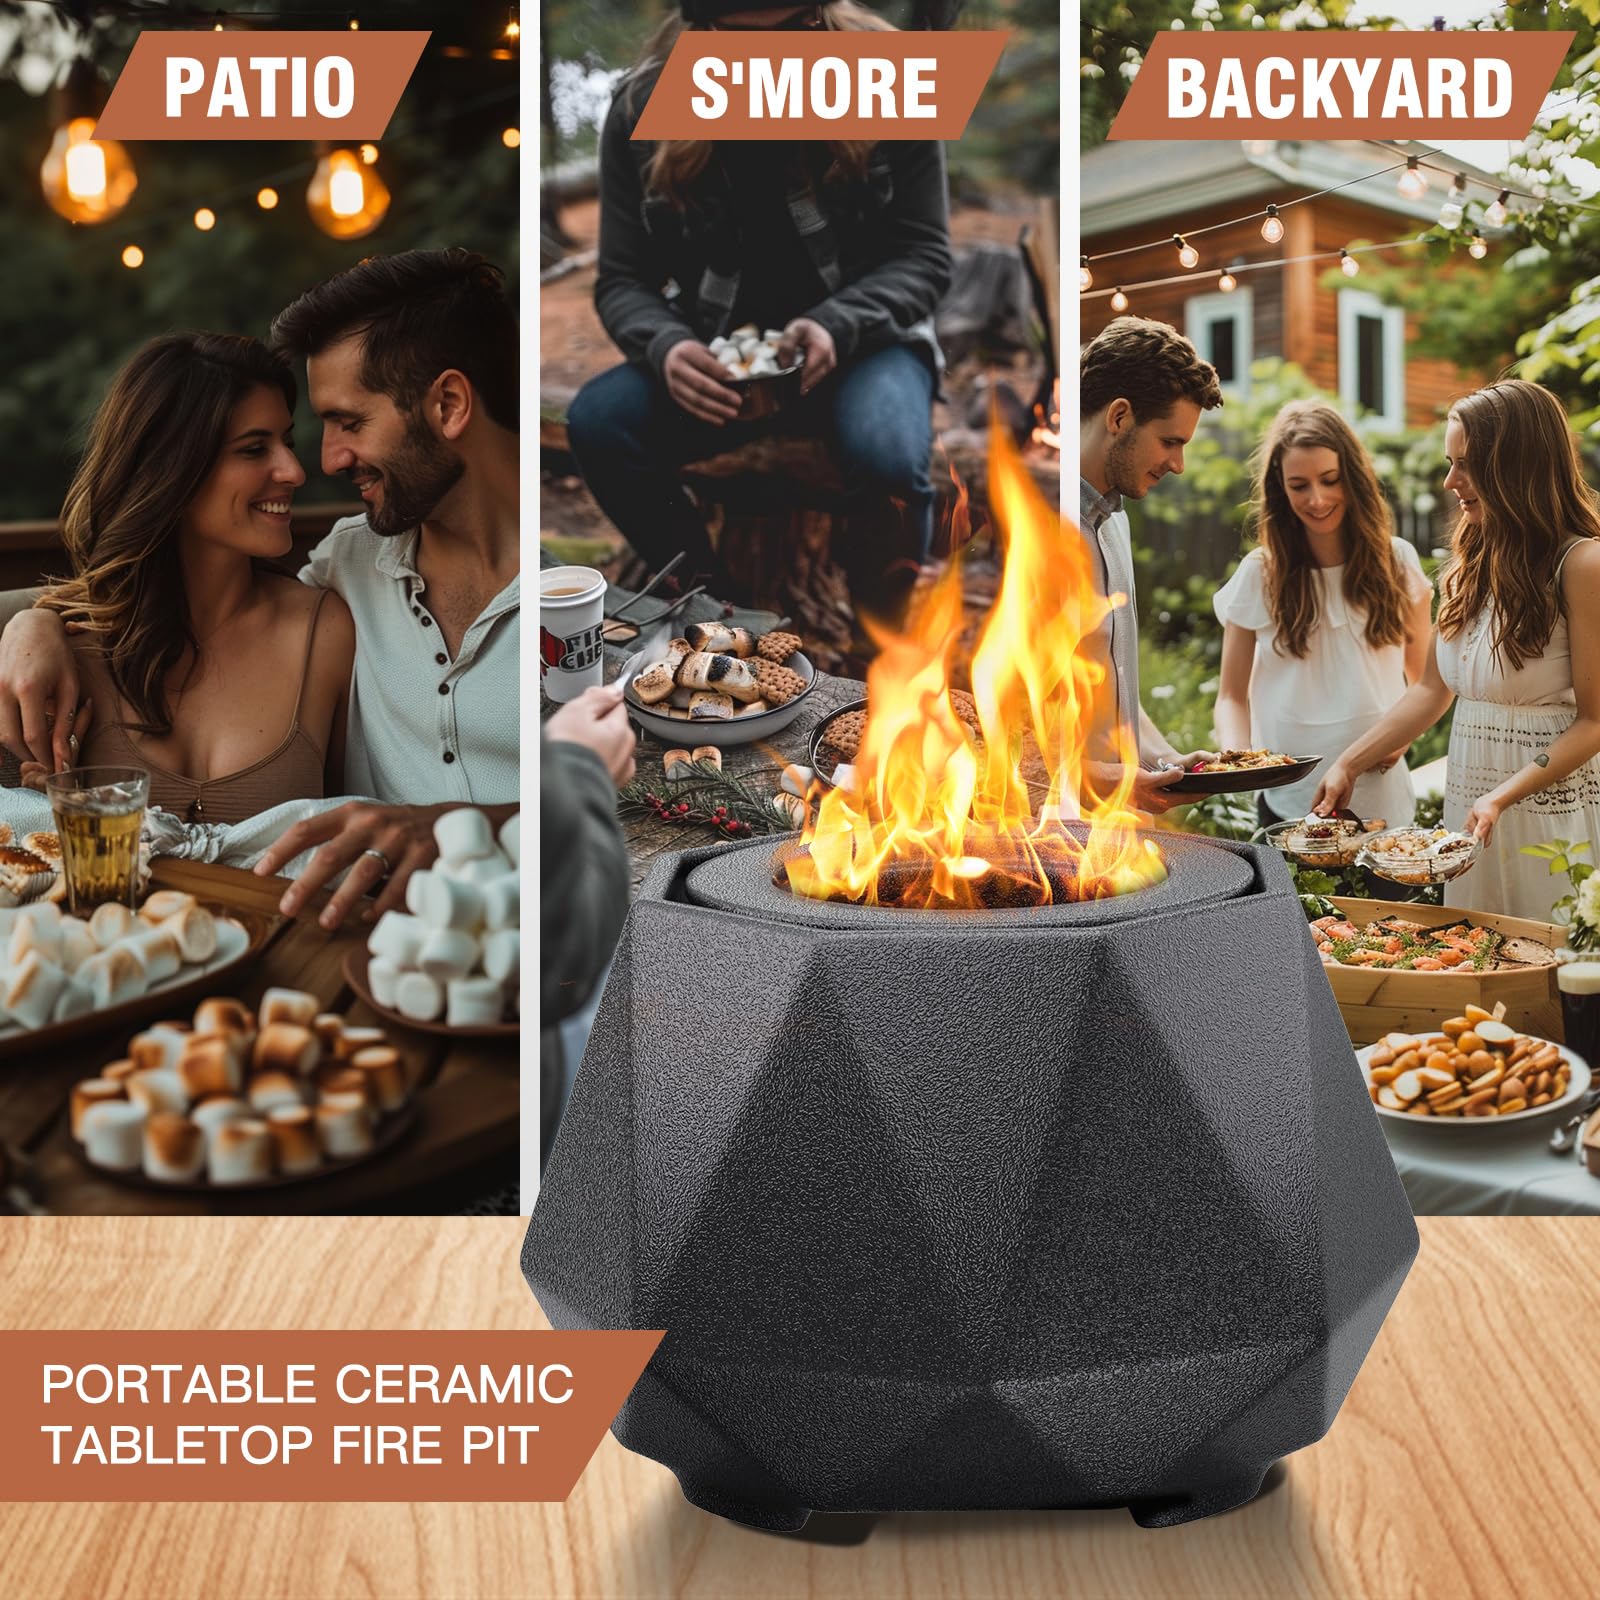 PATIO
S'MORE
BACKYARD
PORTABLE CERAMIC
TABLETOP FIRE PIT